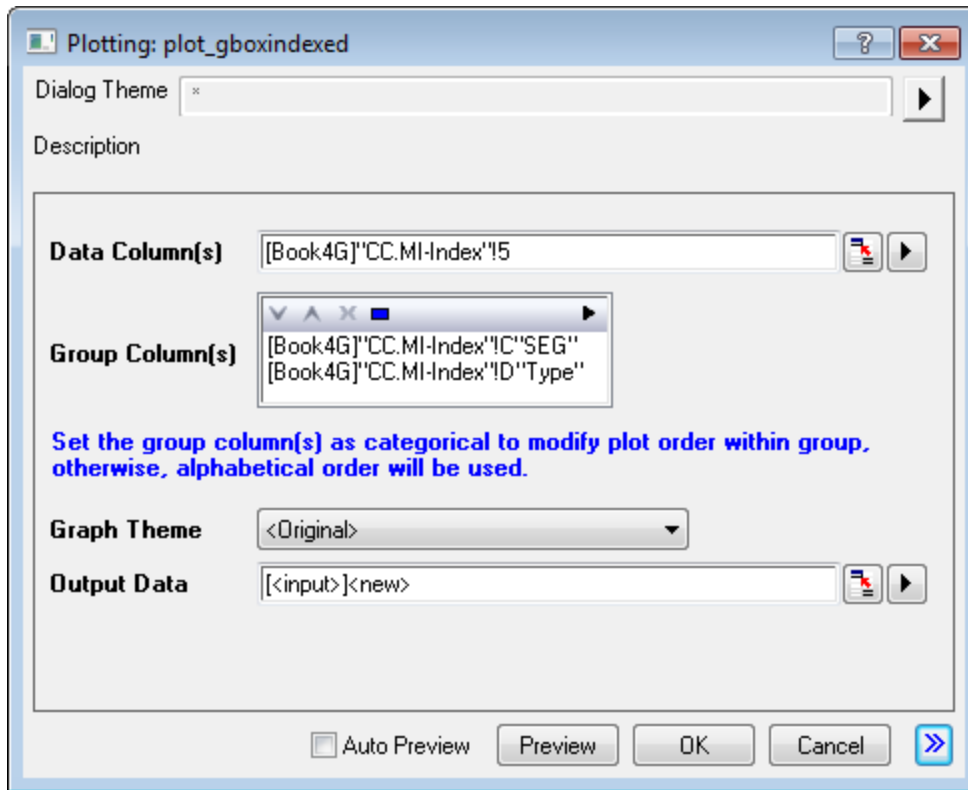 Plotting: plot_gboxindexed
Dialog Theme *
Description
Data Column(s) [Book4G]"CC.MI-Index"!5
Group Column(s)
[Book4G]"CC.MI-Index"!C"SEG"
[Book4G]"CC.MI-Index"!D"Type"
Set the group column(s) as categorical to modify plot order within group,
otherwise, alphabetical order will be used.
Graph Theme <Original>
Output Data [<input>]<new>
Auto Preview Preview OK Cancel